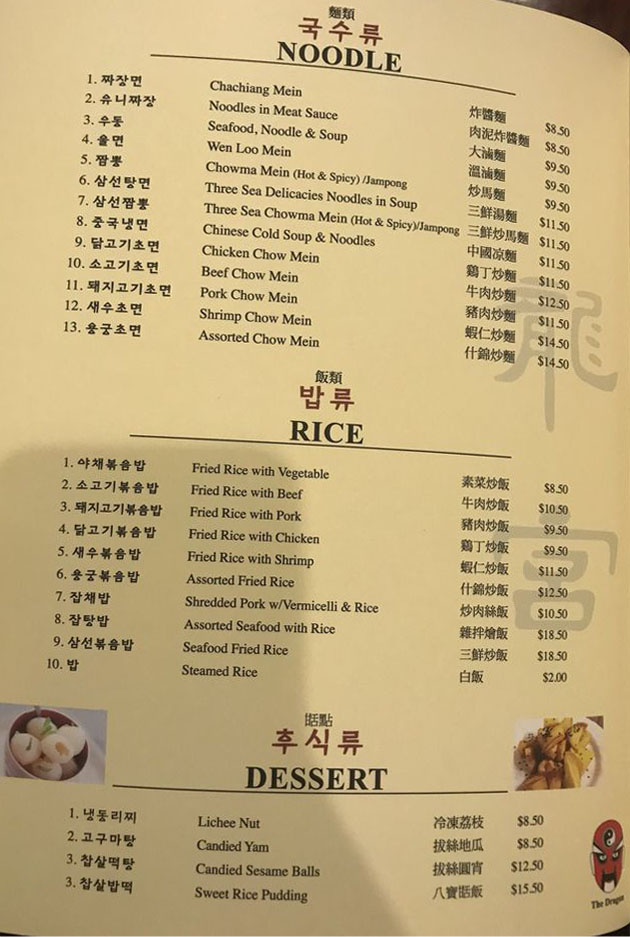 麵類
국수류
NOODLE
1. 짜장면 Chachiang Mein 炸醬麵 $8.50
2. 유니짜장 Noodles in Meat Sauce 肉泥炸醬麵 $8.50
3. 우동 Seafood, Noodle & Soup 大滷麵 $9.50
4. 울면 Wen Loo Mein 溫滷麵 $9.50
5. 짬뽕 Chowma Mein (Hot & Spicy) /Jampong 炒馬麵 $9.50
6. 삼선탕면 Three Sea Delicacies Noodles in Soup 三鮮湯麵 $11.50
7. 삼선짬뽕 Three Sea Chowma Mein (Hot & Spicy)/Jampong 三鮮炒馬麵 $11.50
8. 중국냉면 Chinese Cold Soup & Noodles 中國凉麵 $11.50
9. 닭고기초면 Chicken Chow Mein 鷄丁炒麵 $11.50
10. 소고기초면 Beef Chow Mein 牛肉炒麵 $12.50
11. 돼지고기초면 Pork Chow Mein 豬肉炒麵 $11.50
12. 새우초면 Shrimp Chow Mein 蝦仁炒麵 $14.50
13. 용궁초면 Assorted Chow Mein 什錦炒麵 $14.50
飯類
밥류
RICE
1. 야채볶음밥 Fried Rice with Vegetable 素菜炒飯 $8.50
2. 소고기볶음밥 Fried Rice with Beef 牛肉炒飯 $10.50
3. 돼지고기볶음밥 Fried Rice with Pork 豬肉炒飯 $9.50
4. 닭고기볶음밥 Fried Rice with Chicken 鷄丁炒飯 $9.50
5. 새우볶음밥 Fried Rice with Shrimp 蝦仁炒飯 $11.50
6. 용궁볶음밥 Assorted Fried Rice 什錦炒飯 $12.50
7. 잡채밥 Shredded Pork w/Vermicelli & Rice 炒肉絲飯 $10.50
8. 잡탕밥 Assorted Seafood with Rice 雜拌燴飯 $18.50
9. 삼선볶음밥 Seafood Fried Rice 三鮮炒飯 $18.50
10. 밥 Steamed Rice 白飯 $2.00
甛點
후식류
DESSERT
1. 냉동리찌 Lichee Nut 冷凍荔枝 $8.50
2. 고구마탕 Candied Yam 拔絲地瓜 $8.50
3. 찹살떡탕 Candied Sesame Balls 拔絲圓宵 $12.50
3. 찹살밥떡 Sweet Rice Pudding 八寶甛飯 $15.50
The Dragon